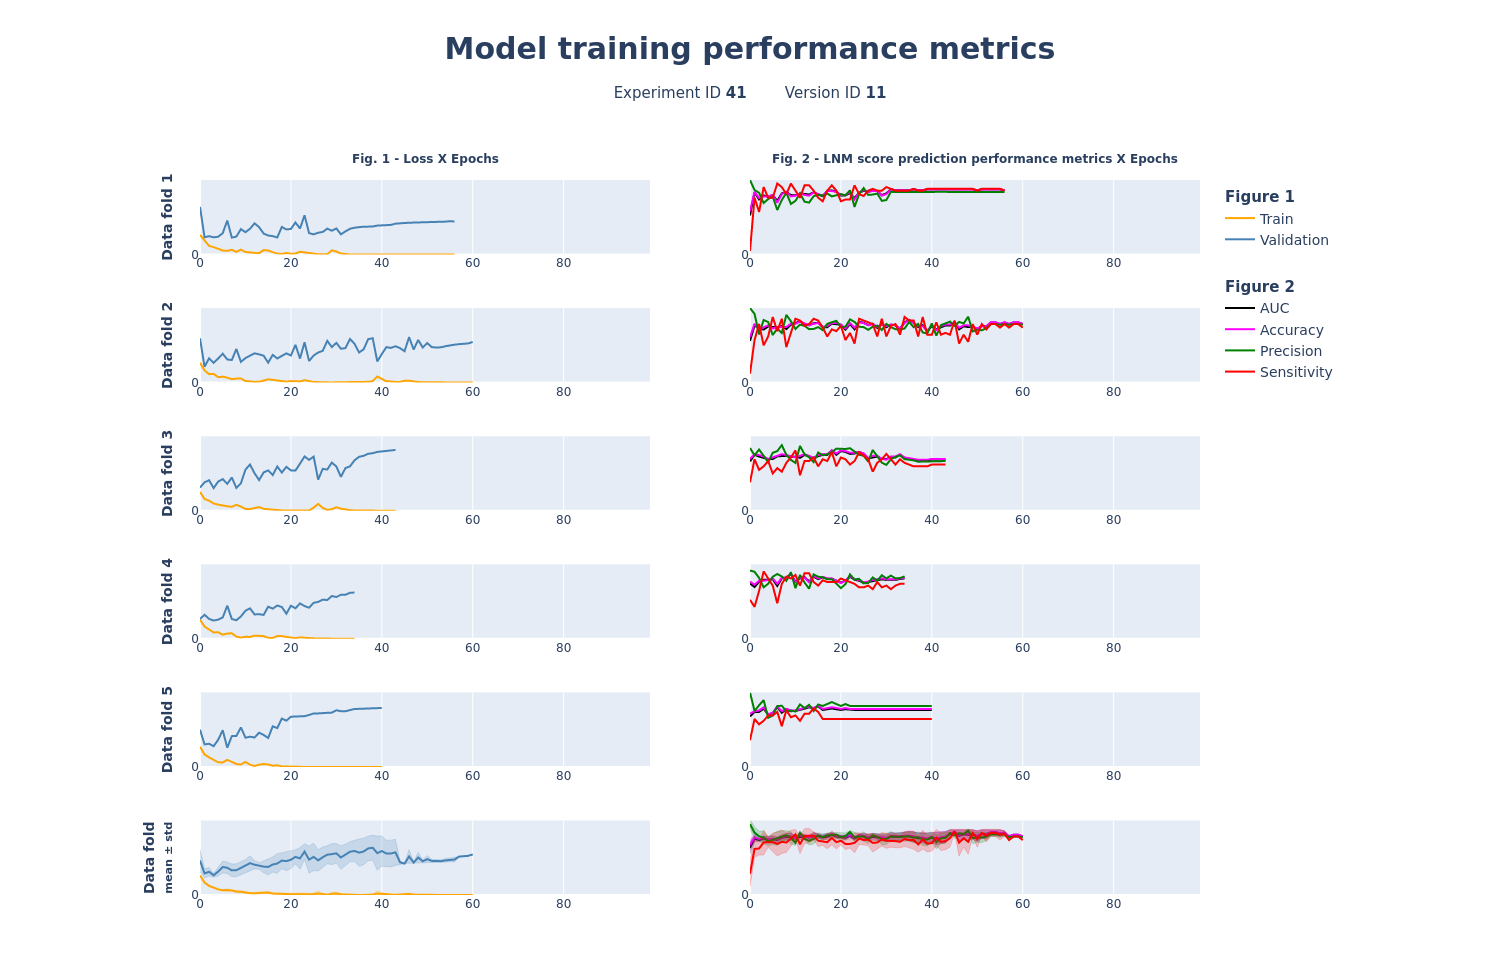 Model training performance metrics
Experiment ID 41 Version ID 11
Fig. 1 - Loss X Epochs
Fig. 2 - LNM score prediction performance metrics X Epochs
Data fold 1
0
0 20 40 60 80
0
0 20 40 60 80
Data fold 2
0
0 20 40 60 80
0
0 20 40 60 80
Data fold 3
0
0 20 40 60 80
0
0 20 40 60 80
Data fold 4
0
0 20 40 60 80
0
0 20 40 60 80
Data fold 5
0
0 20 40 60 80
0
0 20 40 60 80
Data fold
mean ± std
0
0 20 40 60 80
0
0 20 40 60 80
Figure 1
Train
Validation
Figure 2
AUC
Accuracy
Precision
Sensitivity